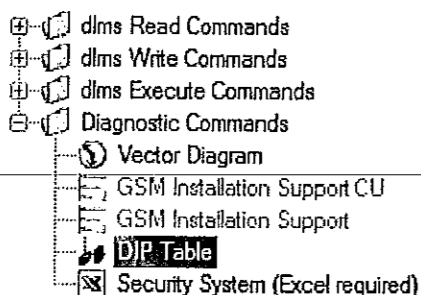 dlms Read Commands
dlms Write Commands
dlms Execute Commands
Diagnostic Commands
Vector Diagram
GSM Installation Support CU
GSM Installation Support
DIP Table
Security System (Excel required)